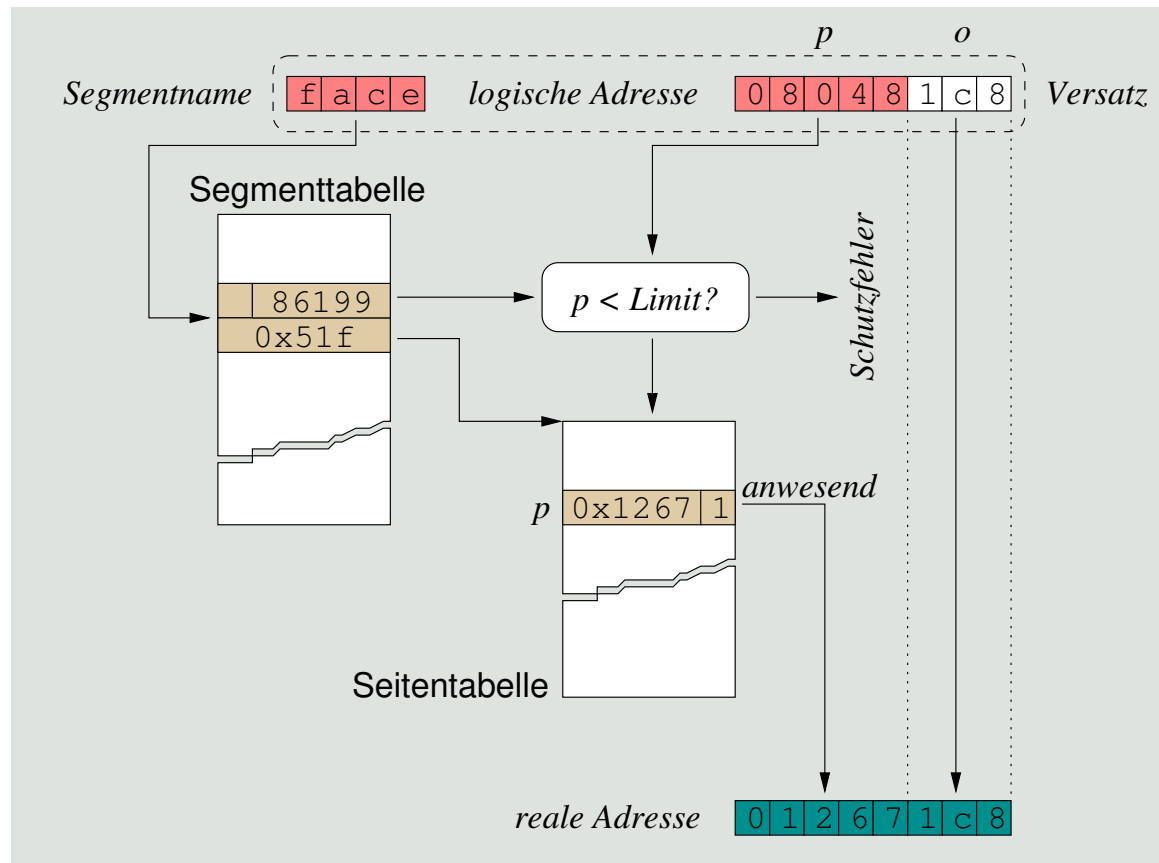 p o
Segmentname f a c e logische Adresse 0 8 0 4 8 1 c 8 Versatz
Segmenttabelle
86199
0x51f
p < Limit?
Schutzfehler
anwesend
p 0x1267 1
Seitentabelle
reale Adresse 0 1 2 6 7 1 c 8